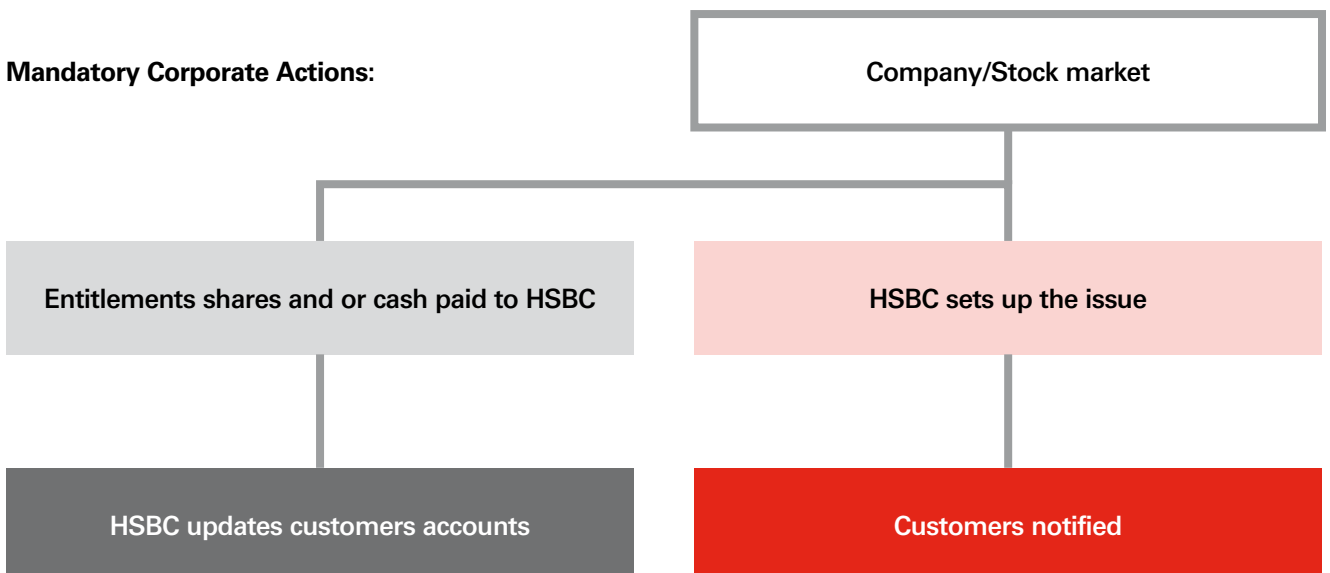 Mandatory Corporate Actions:
Company/Stock market
Entitlements shares and or cash paid to HSBC
HSBC sets up the issue
HSBC updates customers accounts
Customers notified